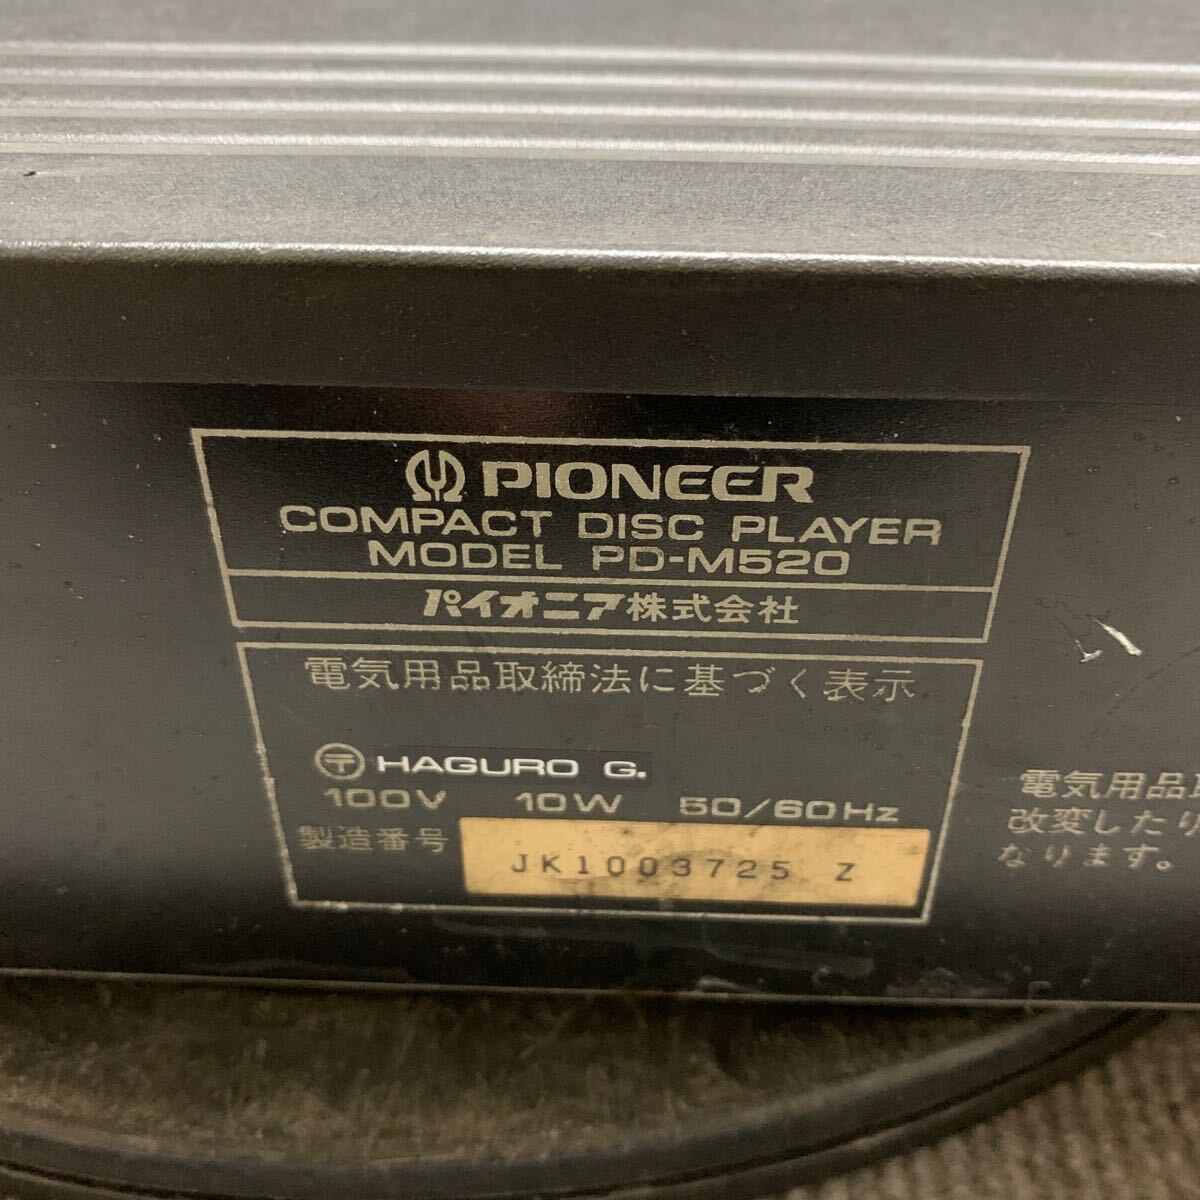 PIONEER
COMPACT DISC PLAYER
MODEL PD-M520
パイオニア株式会社
電気用品取締法に基づく表示
〒 HAGURO G.
100V 10W 50/60Hz
製造番号 JK1003725 Z
電気用品取
改変したり
なります。